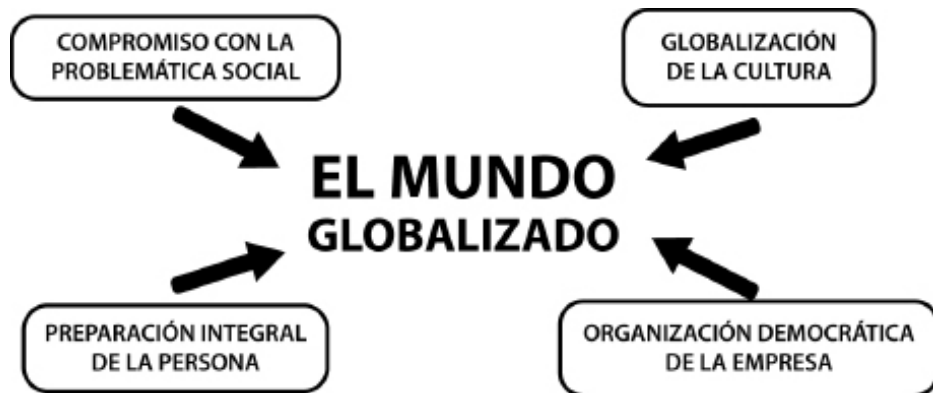 COMPROMISO CON LA
PROBLEMÁTICA SOCIAL
GLOBALIZACIÓN
DE LA CULTURA
EL MUNDO
GLOBALIZADO
PREPARACIÓN INTEGRAL
DE LA PERSONA
ORGANIZACIÓN DEMOCRÁTICA
DE LA EMPRESA